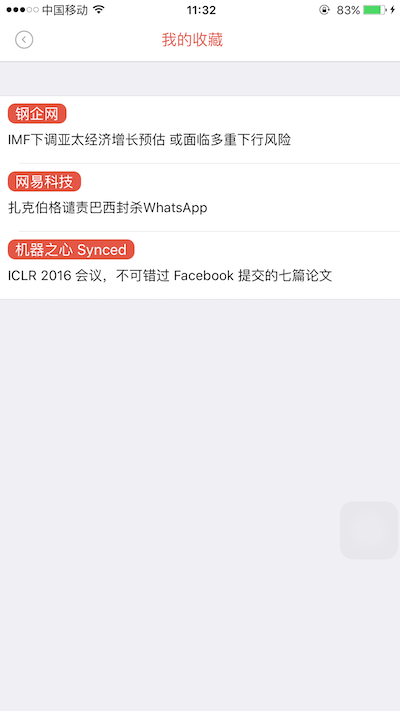 中国移动 11:32 83%
我的收藏
钢企网
IMF下调亚太经济增长预估 或面临多重下行风险
网易科技
扎克伯格谴责巴西封杀WhatsApp
机器之心 Synced
ICLR 2016 会议，不可错过 Facebook 提交的七篇论文